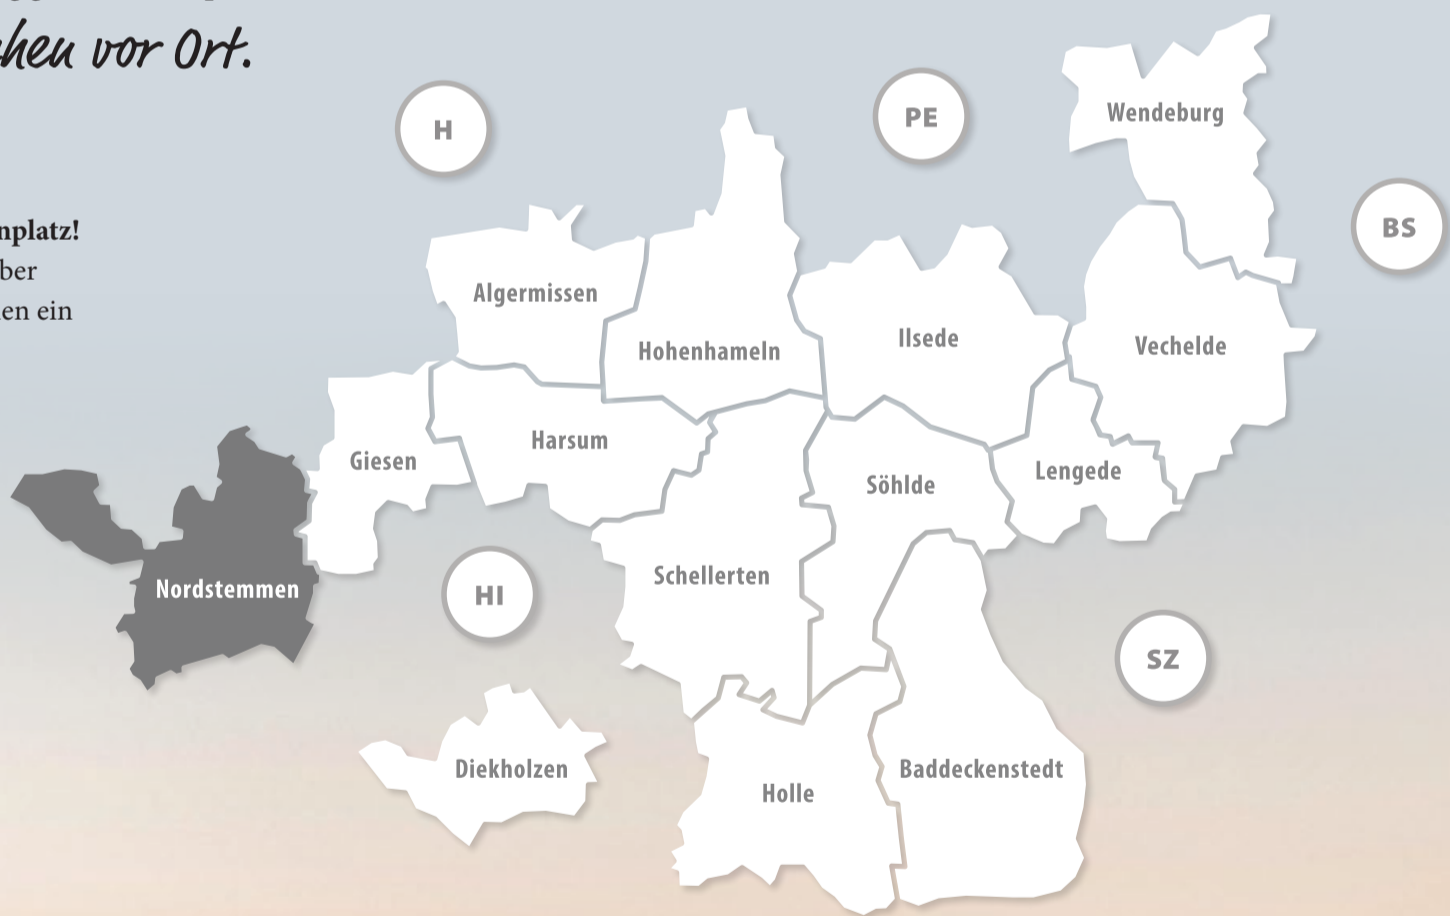 hen vor Ort.
nplatz!
ber
en ein
H
PE
Wendeburg
BS
Algermissen
Hohenhameln
Ilsede
Vechelde
Giesen
Harsum
Söhlde
Lengede
Nordstemmen
HI
Schellerten
SZ
Diekholzen
Holle
Baddeckenstedt